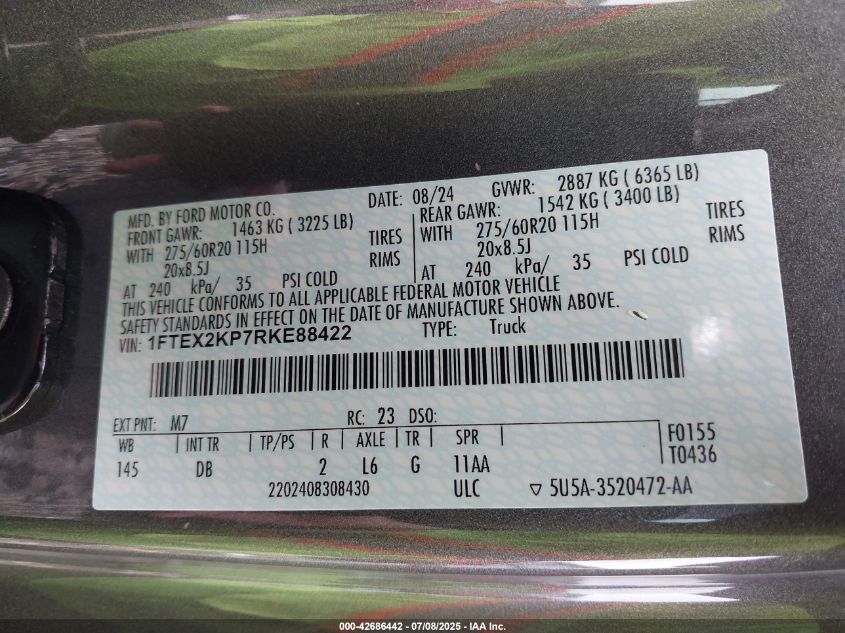 DATE: 08/24 GVWR: 2887 KG ( 6365 LB)
MFD. BY FORD MOTOR CO.
FRONT GAWR: 1463 KG ( 3225 LB) REAR GAWR: 1542 KG ( 3400 LB)
WITH 275/60R20 115H TIRES WITH 275/60R20 115H TIRES
20x8.5J RIMS 20x8.5J RIMS
AT 240 kPa/ 35 PSI COLD AT 240 kPa/ 35 PSI COLD
THIS VEHICLE CONFORMS TO ALL APPLICABLE FEDERAL MOTOR VEHICLE
SAFETY STANDARDS IN EFFECT ON THE DATE OF MANUFACTURE SHOWN ABOVE.
VIN: 1FTEX2KP7RKE88422 TYPE: Truck
EXT PNT: M7 RC: 23 DSO:
WB INT TR TP/PS R AXLE TR SPR F0155
145 DB 2 L6 G 11AA T0436
2202408308430 ULC ▽ 5U5A-3520472-AA
000-42686442 - 07/08/2025 - IAA Inc.